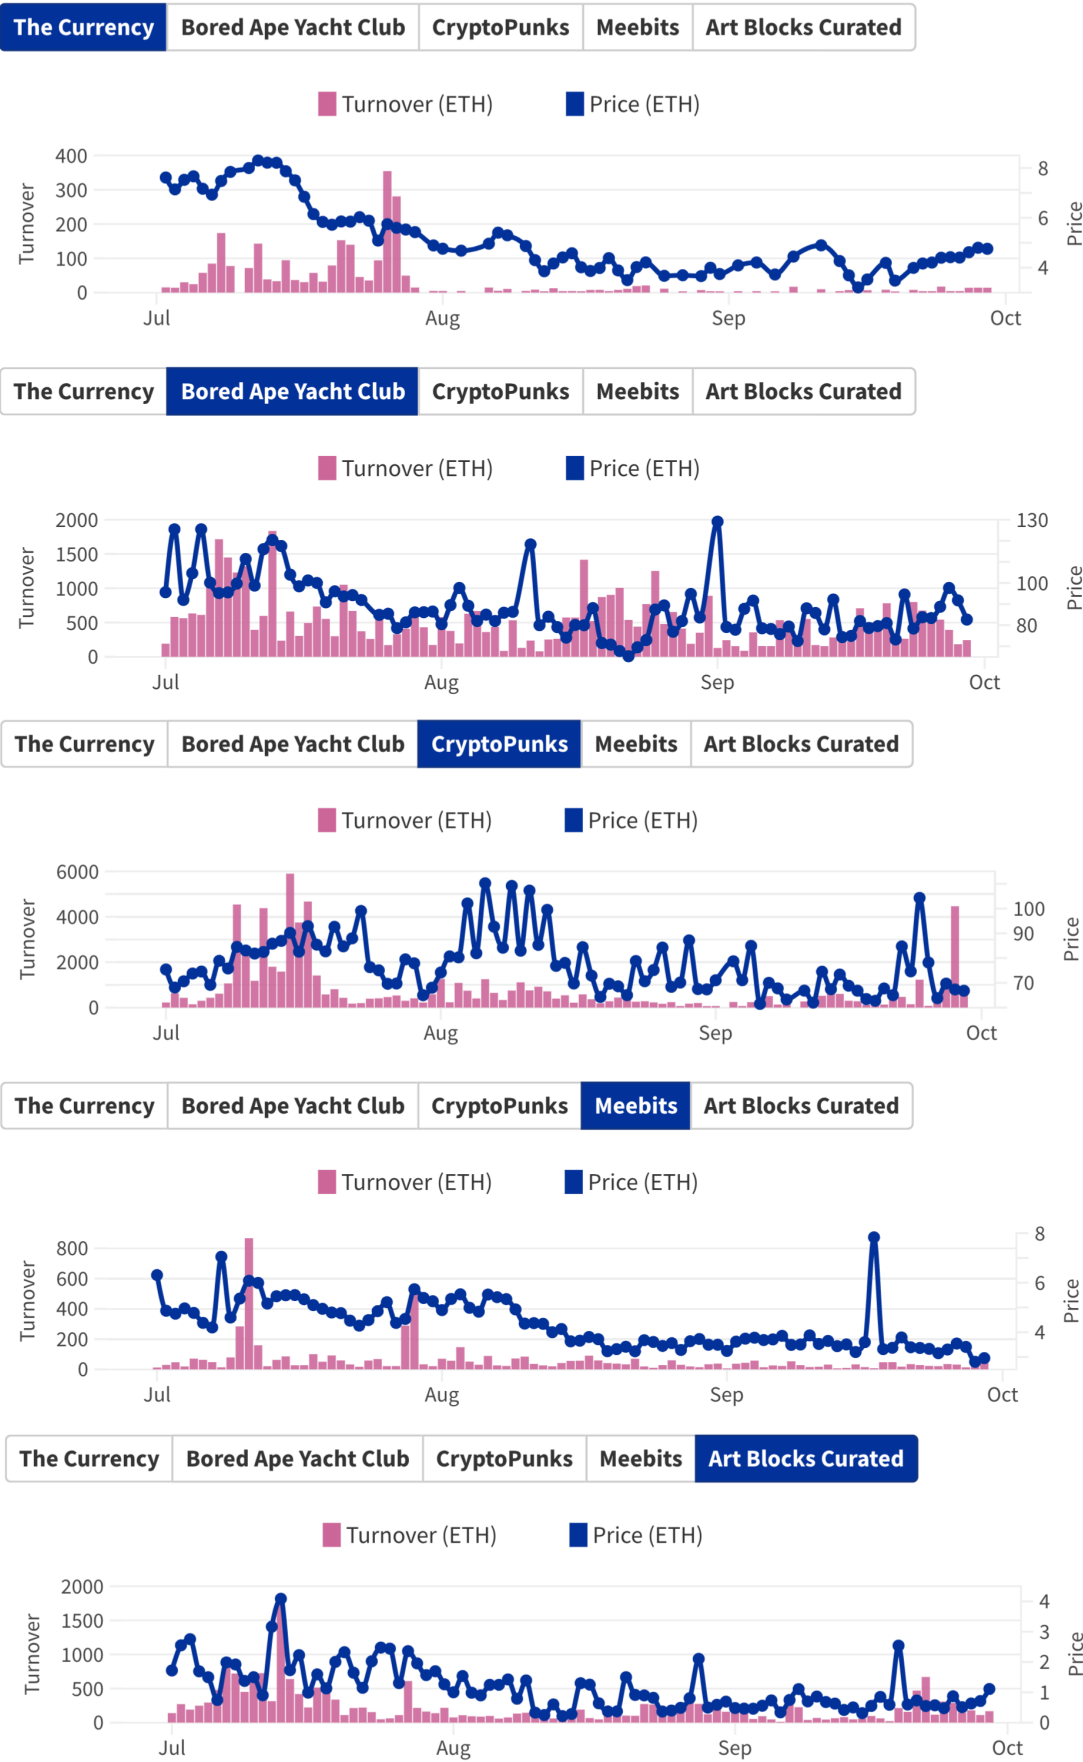 The Currency Bored Ape Yacht Club CryptoPunks Meebits Art Blocks Curated
Turnover (ETH) Price (ETH)
400
300
200
100
0
8
6
4
Turnover
Price
Jul Aug Sep Oct
The Currency Bored Ape Yacht Club CryptoPunks Meebits Art Blocks Curated
Turnover (ETH) Price (ETH)
2000
1500
1000
500
0
130
100
80
Turnover
Price
Jul Aug Sep Oct
The Currency Bored Ape Yacht Club CryptoPunks Meebits Art Blocks Curated
Turnover (ETH) Price (ETH)
6000
4000
2000
0
100
90
70
Turnover
Price
Jul Aug Sep Oct
The Currency Bored Ape Yacht Club CryptoPunks Meebits Art Blocks Curated
Turnover (ETH) Price (ETH)
800
600
400
200
0
8
6
4
Turnover
Price
Jul Aug Sep Oct
The Currency Bored Ape Yacht Club CryptoPunks Meebits Art Blocks Curated
Turnover (ETH) Price (ETH)
2000
1500
1000
500
0
4
3
2
1
0
Turnover
Price
Jul Aug Sep Oct